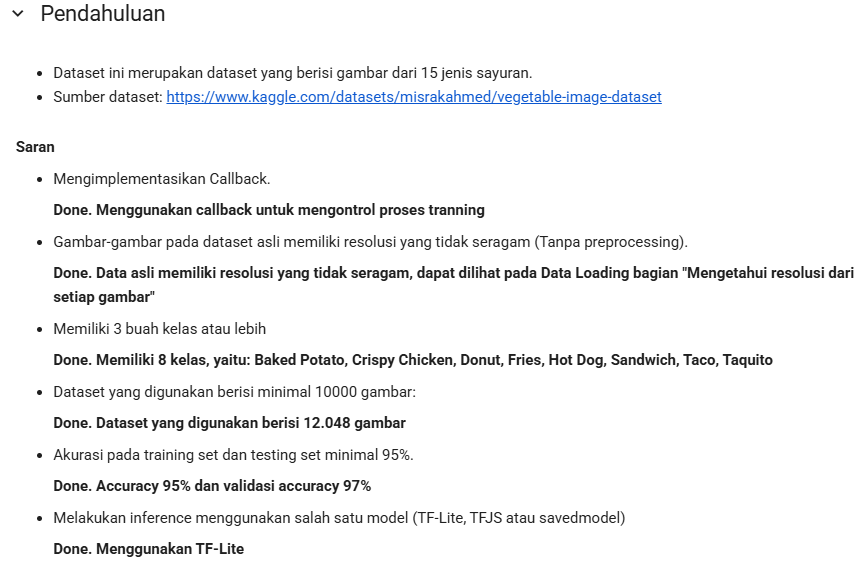 Pendahuluan
Dataset ini merupakan dataset yang berisi gambar dari 15 jenis sayuran.
Sumber dataset: https://www.kaggle.com/datasets/misrakahmed/vegetable-image-dataset
Saran
Mengimplementasikan Callback.
Done. Menggunakan callback untuk mengontrol proses tranning
Gambar-gambar pada dataset asli memiliki resolusi yang tidak seragam (Tanpa preprocessing).
Done. Data asli memiliki resolusi yang tidak seragam, dapat dilihat pada Data Loading bagian "Mengetahui resolusi dari
setiap gambar"
Memiliki 3 buah kelas atau lebih
Done. Memiliki 8 kelas, yaitu: Baked Potato, Crispy Chicken, Donut, Fries, Hot Dog, Sandwich, Taco, Taquito
Dataset yang digunakan berisi minimal 10000 gambar:
Done. Dataset yang digunakan berisi 12.048 gambar
Akurasi pada training set dan testing set minimal 95%.
Done. Accuracy 95% dan validasi accuracy 97%
Melakukan inference menggunakan salah satu model (TF-Lite, TFJS atau savedmodel)
Done. Menggunakan TF-Lite